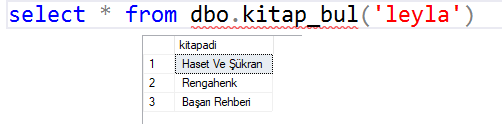 select * from dbo.kitap_bul('leyla')
kitapadi
1 Haset Ve Şükran
2 Rengahenk
3 Başarı Rehberi